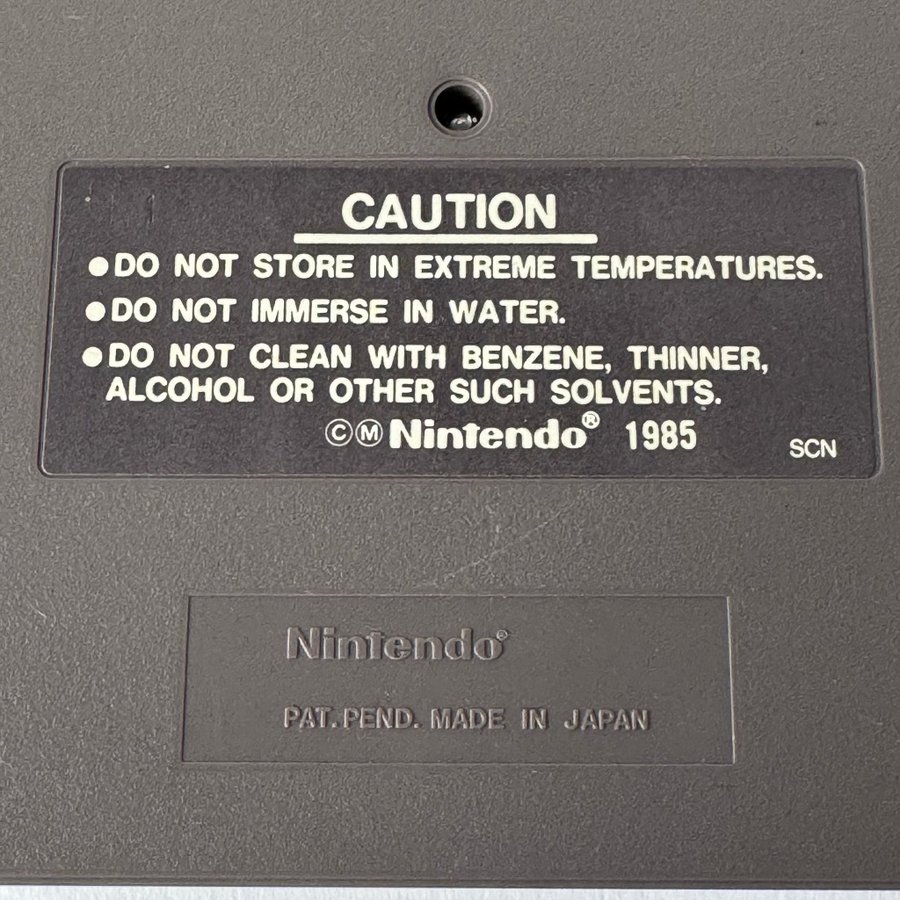 CAUTION
●DO NOT STORE IN EXTREME TEMPERATURES.
●DO NOT IMMERSE IN WATER.
●DO NOT CLEAN WITH BENZENE, THINNER,
ALCOHOL OR OTHER SUCH SOLVENTS.
©Ⓜ Nintendo® 1985
SCN
Nintendo®
PAT. PEND. MADE IN JAPAN